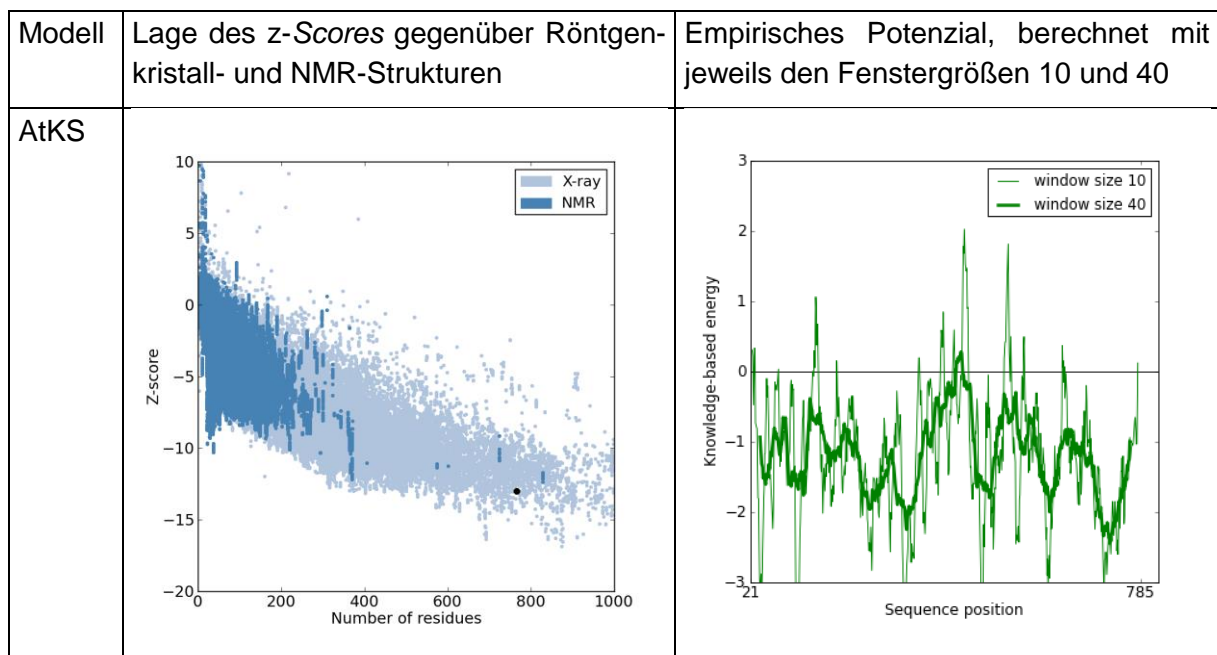 Modell
Lage des z-Scores gegenüber Röntgen-
kristall- und NMR-Strukturen
Empirisches Potenzial, berechnet mit
jeweils den Fenstergrößen 10 und 40
AtKS
10
5
0
−5
−10
−15
−20
Z-score
0
200
400
600
800
1000
Number of residues
X-ray
NMR
3
2
1
0
−1
−2
−3
Knowledge-based energy
21
785
Sequence position
window size 10
window size 40